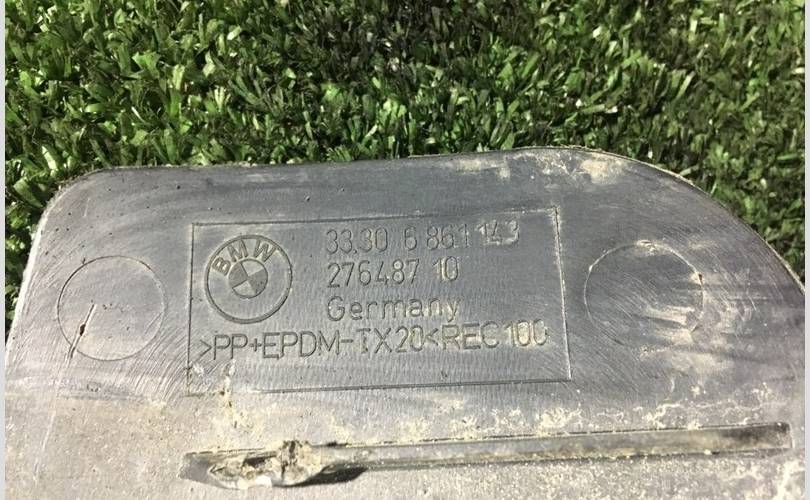 BMW
33.30 6 861 143
276487 10
Germany
>PP+EPDM-TX20<REC100